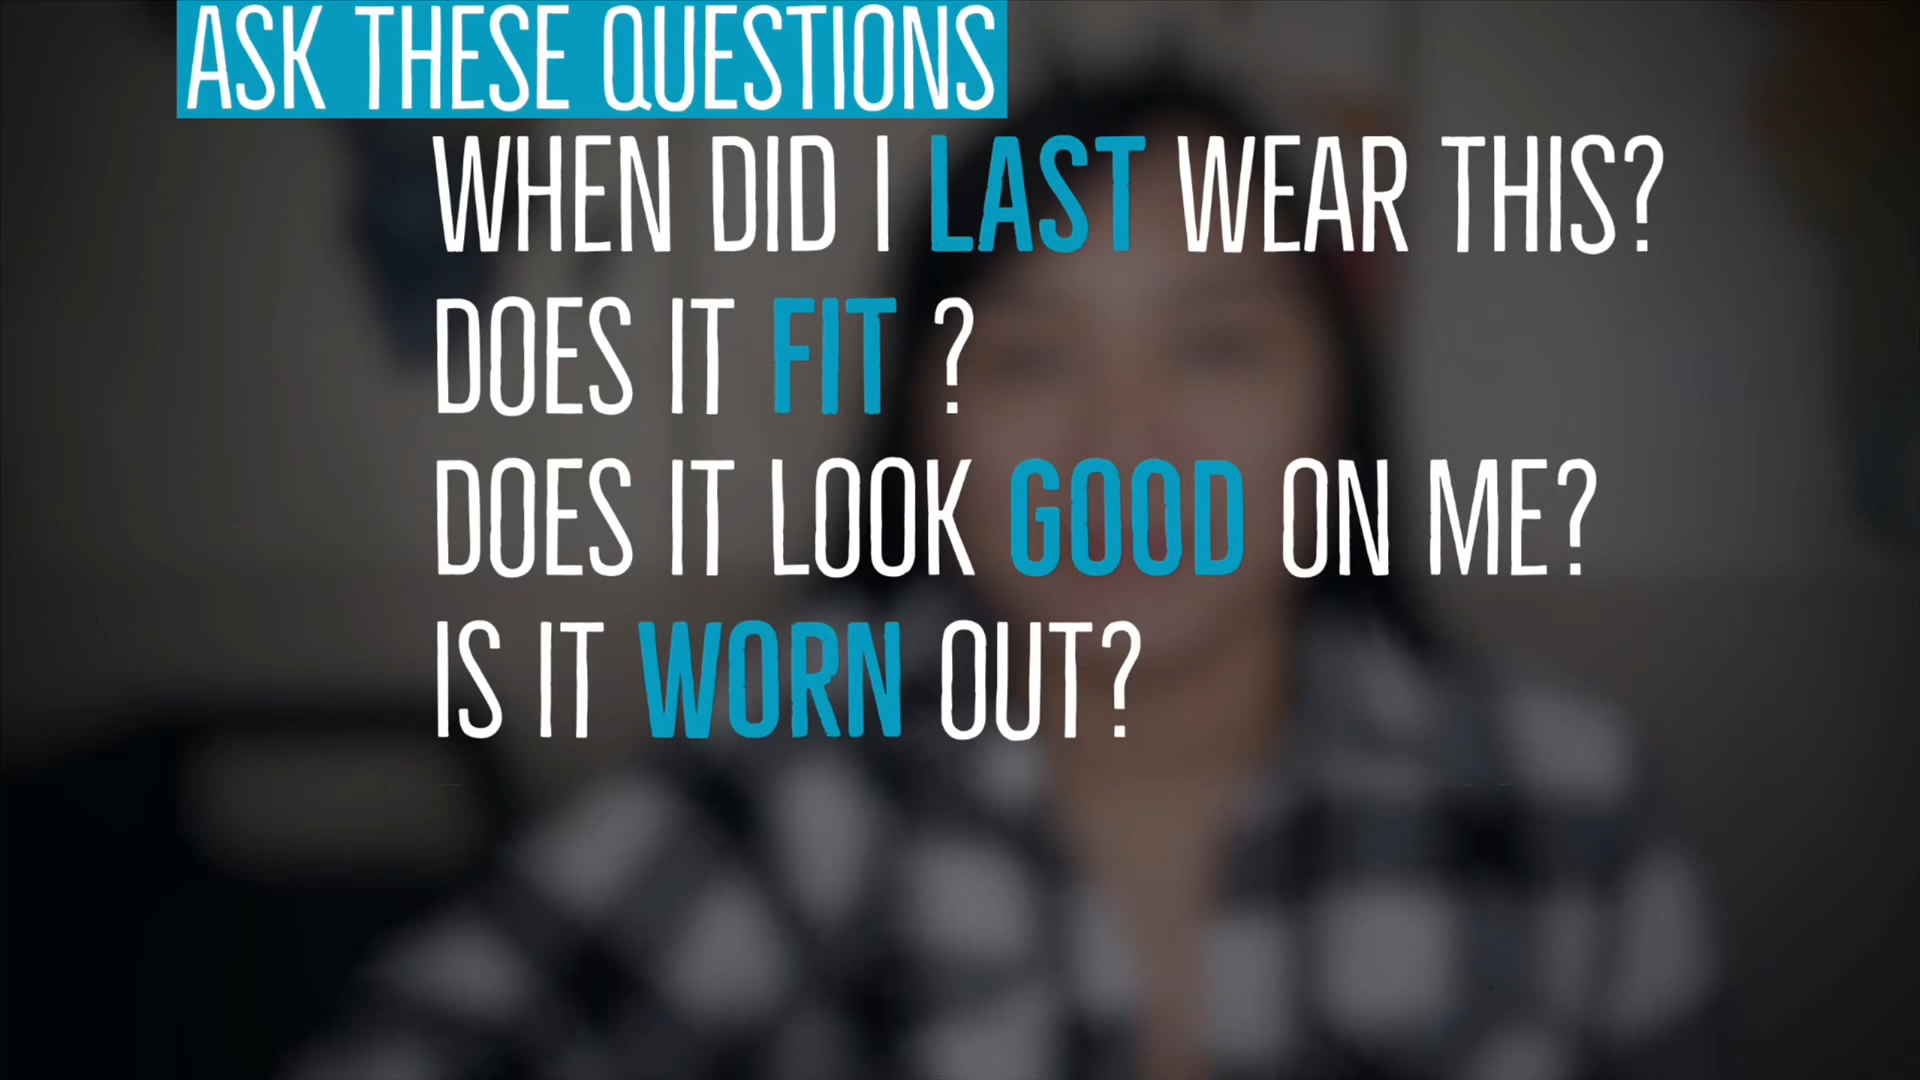 ASK THESE QUESTIONS
WHEN DID I LAST WEAR THIS?
DOES IT FIT ?
DOES IT LOOK GOOD ON ME?
IS IT WORN OUT?